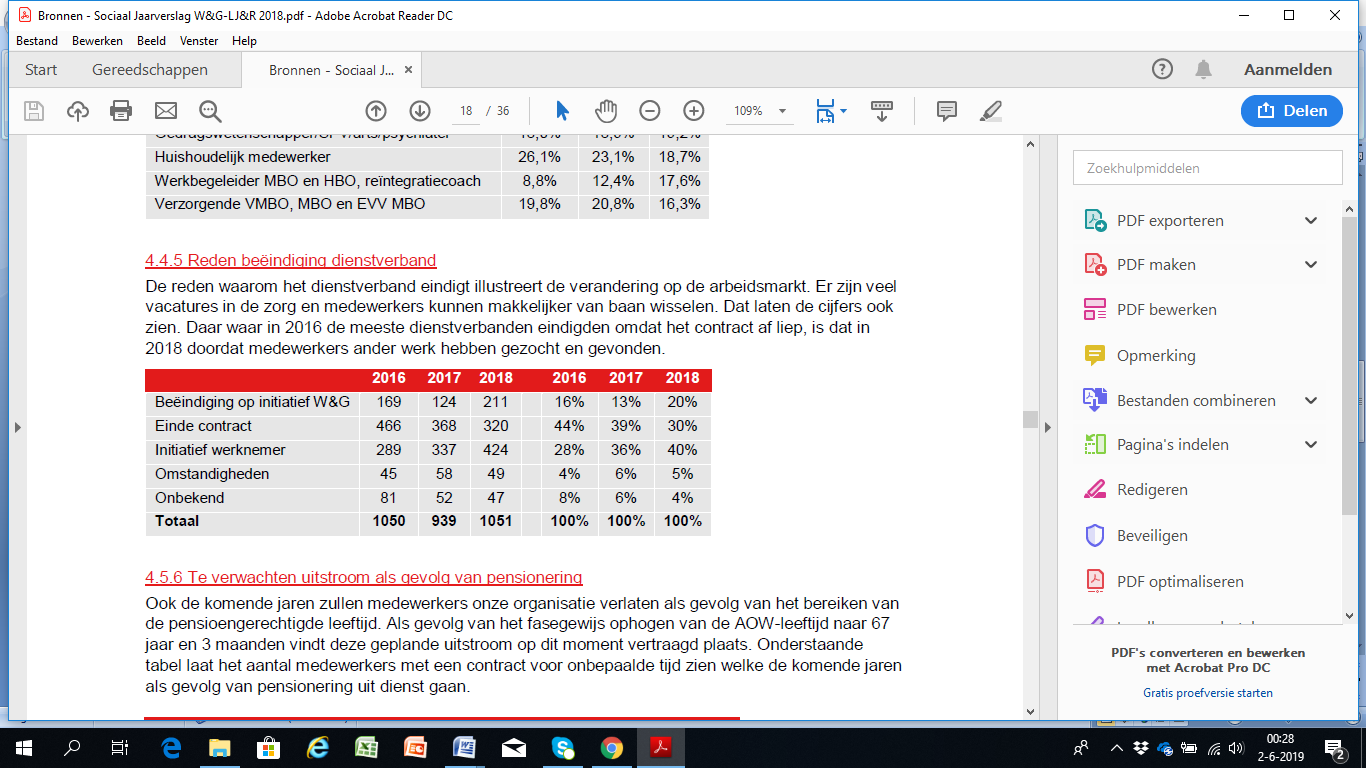 Bronnen - Sociaal Jaarverslag W&G-LJ&R 2018.pdf - Adobe Acrobat Reader DC
Bestand Bewerken Beeld Venster Help
Start Gereedschappen Bronnen - Sociaal J... × Aanmelden
18 / 36 109% Delen
Huishoudelijk medewerker 26,1% 23,1% 18,7%
Werkbegeleider MBO en HBO, reïntegratiecoach 8,8% 12,4% 17,6%
Verzorgende VMBO, MBO en EVV MBO 19,8% 20,8% 16,3%
4.4.5 Reden beëindiging dienstverband
De reden waarom het dienstverband eindigt illustreert de verandering op de arbeidsmarkt. Er zijn veel
vacatures in de zorg en medewerkers kunnen makkelijker van baan wisselen. Dat laten de cijfers ook
zien. Daar waar in 2016 de meeste dienstverbanden eindigden omdat het contract af liep, is dat in
2018 doordat medewerkers ander werk hebben gezocht en gevonden.
2016 2017 2018 2016 2017 2018
Beëindiging op initiatief W&G 169 124 211 16% 13% 20%
Einde contract 466 368 320 44% 39% 30%
Initiatief werknemer 289 337 424 28% 36% 40%
Omstandigheden 45 58 49 4% 6% 5%
Onbekend 81 52 47 8% 6% 4%
Totaal 1050 939 1051 100% 100% 100%
4.5.6 Te verwachten uitstroom als gevolg van pensionering
Ook de komende jaren zullen medewerkers onze organisatie verlaten als gevolg van het bereiken van
de pensioengerechtigde leeftijd. Als gevolg van het fasegewijs ophogen van de AOW-leeftijd naar 67
jaar en 3 maanden vindt deze geplande uitstroom op dit moment vertraagd plaats. Onderstaande
tabel laat het aantal medewerkers met een contract voor onbepaalde tijd zien welke de komende jaren
als gevolg van pensionering uit dienst gaan.
Zoekhulpmiddelen
PDF exporteren
PDF maken
PDF bewerken
Opmerking
Bestanden combineren
Pagina's indelen
Redigeren
Beveiligen
PDF optimaliseren
PDF's converteren en bewerken
met Acrobat Pro DC
Gratis proefversie starten
00:28
2-6-2019
2